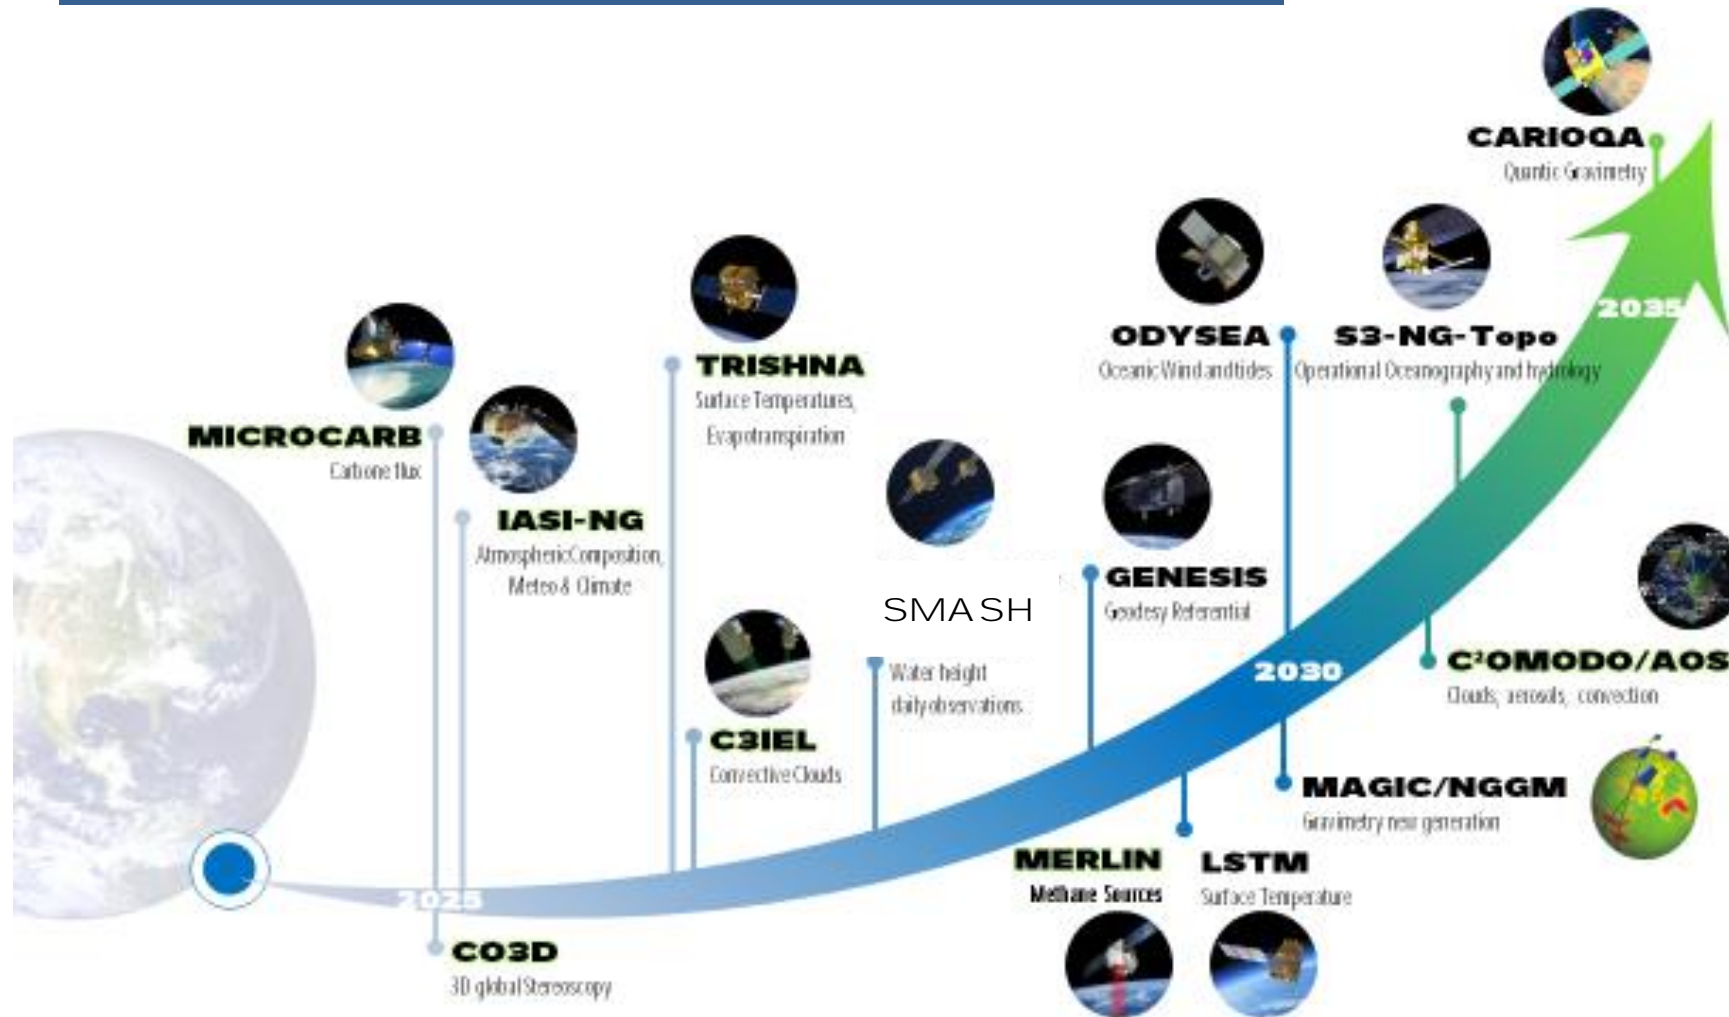 CARIOQA
Quantic Gravimetry
2035
ODYSEA
Oceanic Wind and tides
S3-NG-Topo
Operational Oceanography and hydrology
TRISHNA
Surface Temperatures,
Evapotranspiration
MICROCARB
Carbone flux
IASI-NG
Atmospheric Composition,
Meteo & Climate
GENESIS
Geodesy Referential
SMASH
Water height
daily observations
2030
C²OMODO/AOS
Clouds, aerosols, convection
C3IEL
Convective Clouds
MAGIC/NGGM
Gravimetry new generation
MERLIN
Methane Sources
LSTM
Surface Temperature
2025
CO3D
3D global Stereoscopy